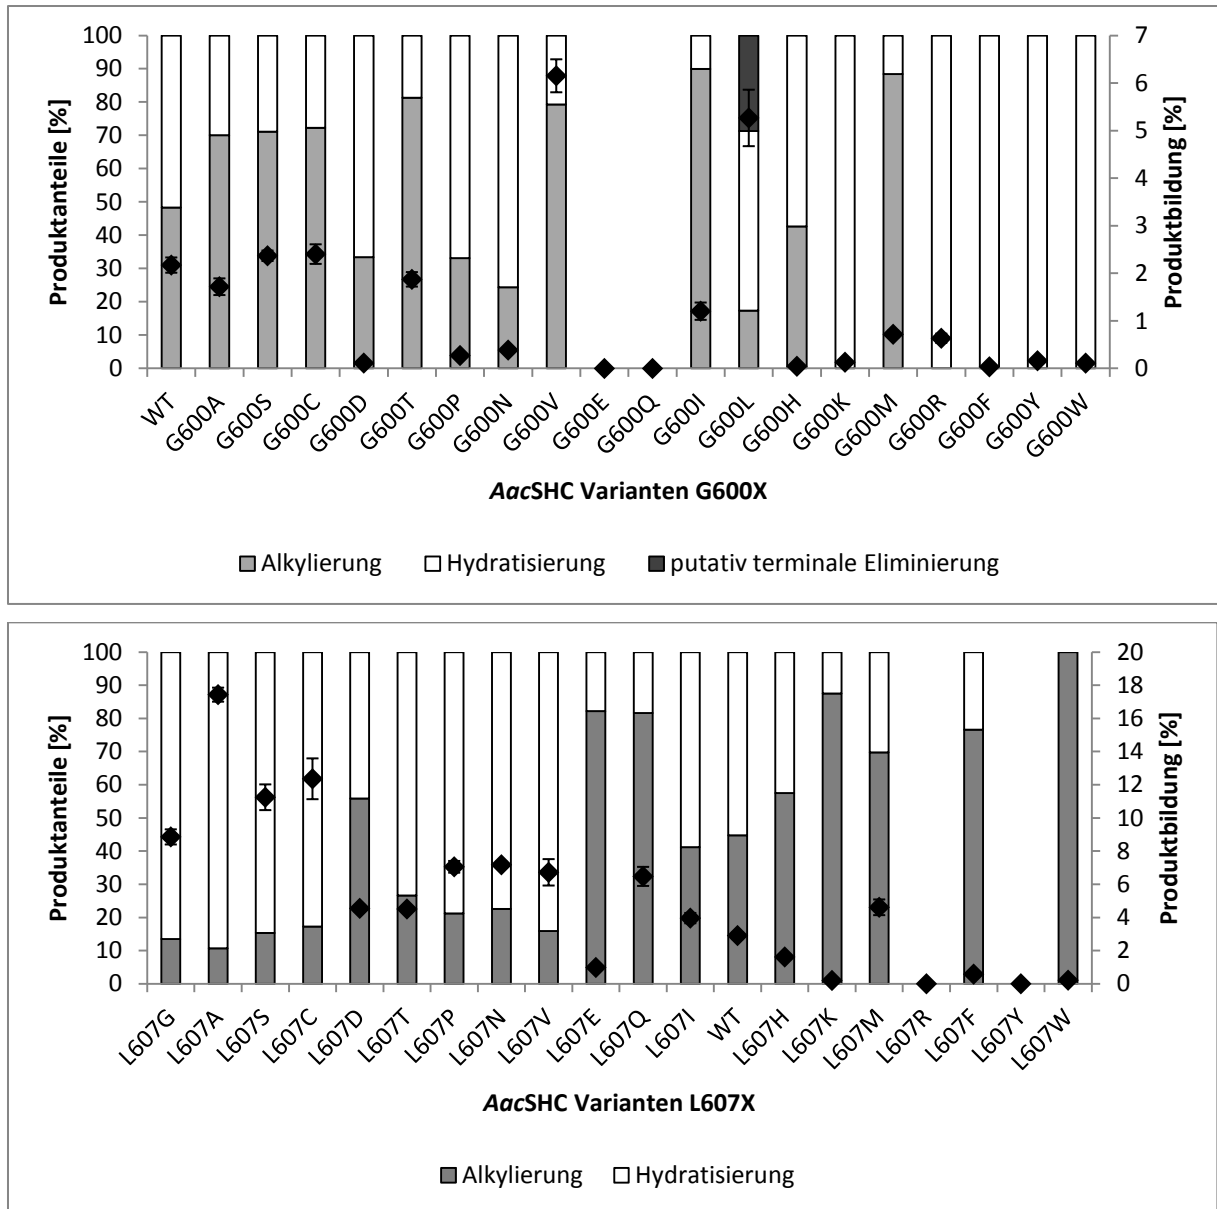 100
90
80
70
60
50
40
30
20
10
0
Produktanteile [%]
7
6
5
4
3
2
1
0
Produktbildung [%]
WT
G600A
G600S
G600C
G600D
G600T
G600P
G600N
G600V
G600E
G600Q
G600I
G600L
G600H
G600K
G600M
G600R
G600F
G600Y
G600W
AacSHC Varianten G600X
Alkylierung Hydratisierung putativ terminale Eliminierung
100
90
80
70
60
50
40
30
20
10
0
Produktanteile [%]
20
18
16
14
12
10
8
6
4
2
0
Produktbildung [%]
L607G
L607A
L607S
L607C
L607D
L607T
L607P
L607N
L607V
L607E
L607Q
L607I
WT
L607H
L607K
L607M
L607R
L607F
L607Y
L607W
AacSHC Varianten L607X
Alkylierung Hydratisierung